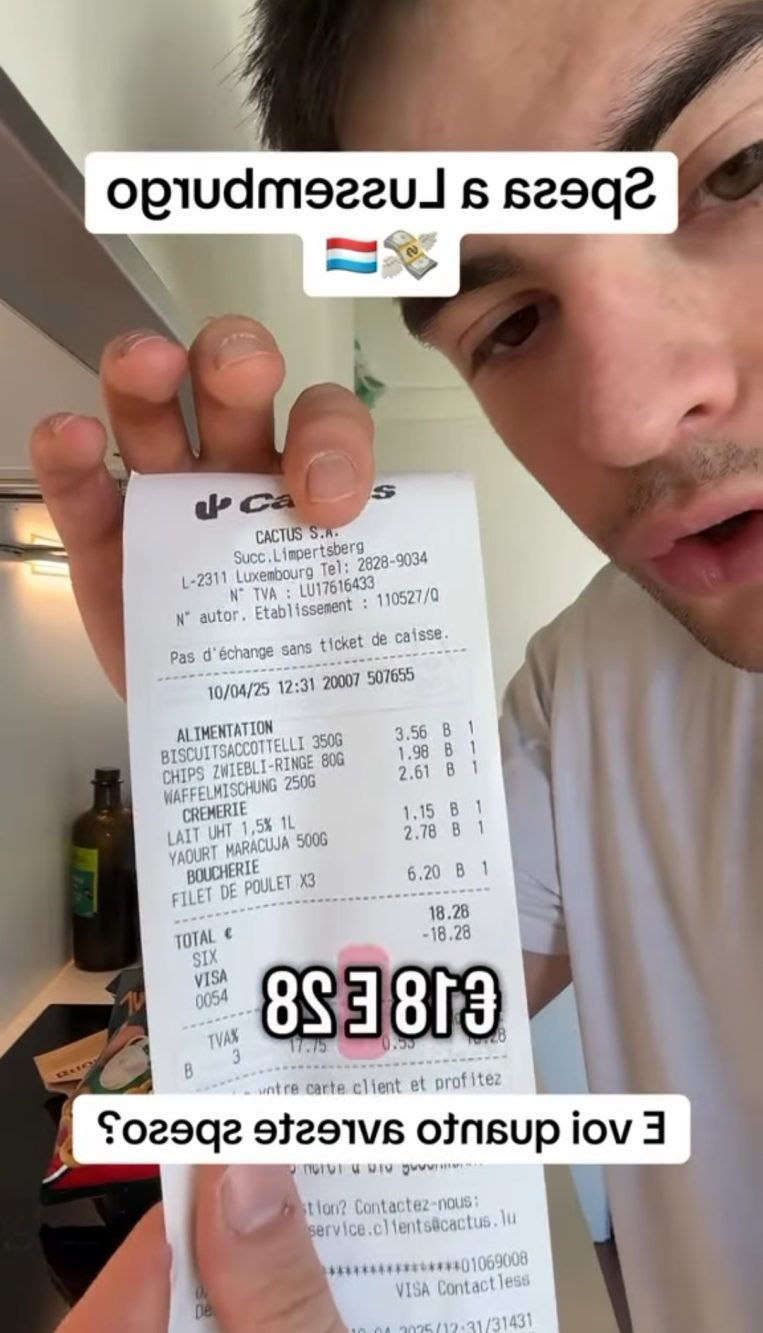 Spesa a Lussemburgo
CACTUS S.A.
Succ.Limpertsberg
L-2311 Luxembourg Tel: 2828-9034
N° TVA : LU17616433
N° autor. Etablissement : 110527/Q
Pas d'échange sans ticket de caisse.
10/04/25 12:31 20007 507655
ALIMENTATION
BISCUITSACCOTTELLI 350G 3.56 B 1
CHIPS ZWIEBLI-RINGE 80G 1.98 B 1
WAFFELMISCHUNG 250G 2.61 B 1
CREMERIE
LAIT UHT 1,5% 1L 1.15 B 1
YAOURT MARACUJA 500G 2.78 B 1
BOUCHERIE
FILET DE POULET X3 6.20 B 1
TOTAL € 18.28
SIX -18.28
VISA
0054
€18 E 28
TVA%
B 3 17.75 0.53
votre carte client et profitez
E voi quanto avreste speso?
Contactez-nous:
service.clients@cactus.lu
****************01069008
VISA Contactless
2025/12:31/31431